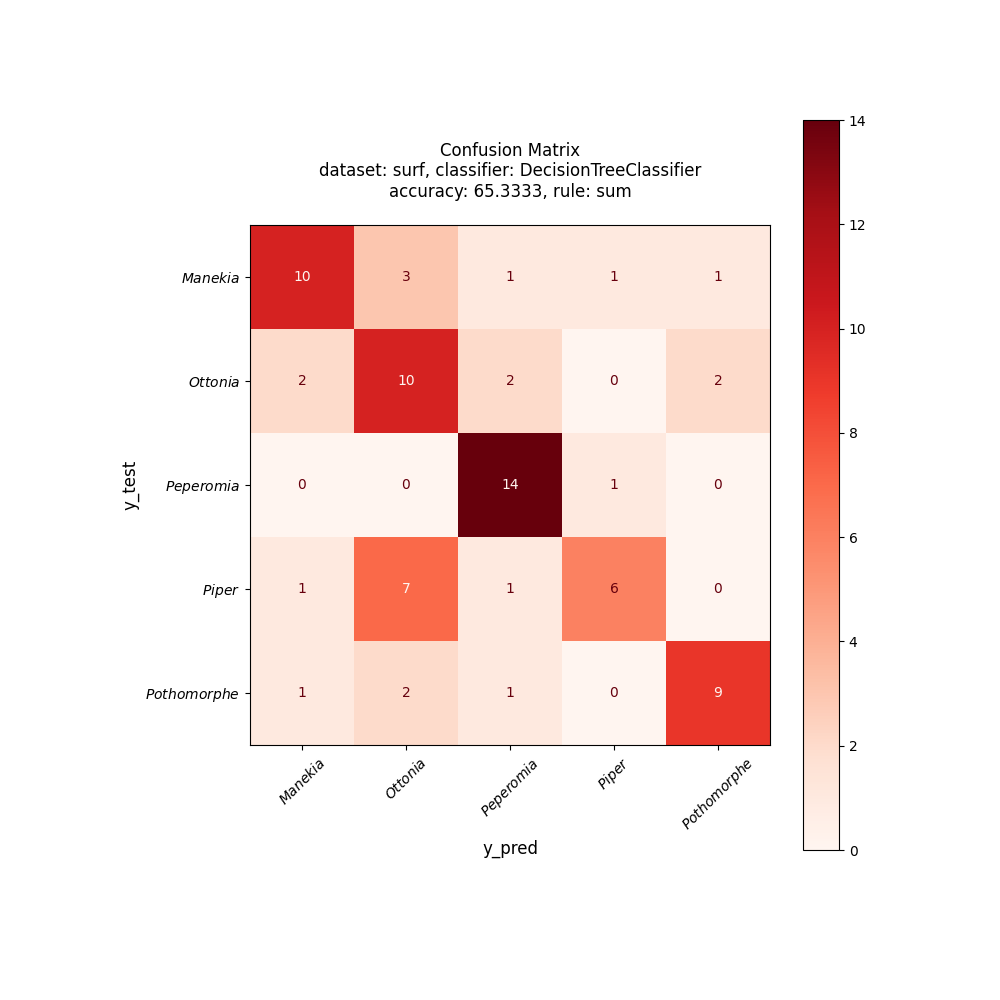 Confusion Matrix
dataset: surf, classifier: DecisionTreeClassifier
accuracy: 65.3333, rule: sum
14
12
10
8
6
4
2
0
y_test
Manekia 10 3 1 1 1
Ottonia 2 10 2 0 2
Peperomia 0 0 14 1 0
Piper 1 7 1 6 0
Pothomorphe 1 2 1 0 9
Manekia Ottonia Peperomia Piper Pothomorphe
y_pred